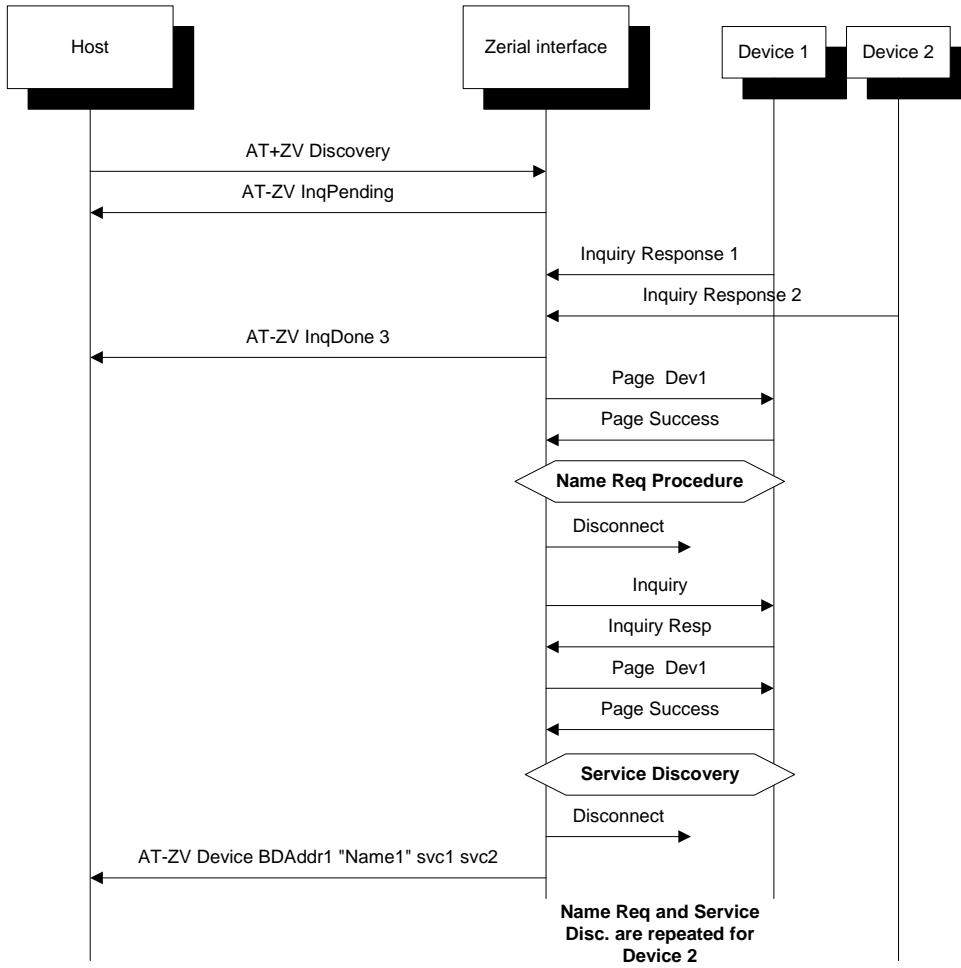 Host
Zerial interface
Device 1
Device 2
AT+ZV Discovery
AT-ZV InqPending
Inquiry Response 1
Inquiry Response 2
AT-ZV InqDone 3
Page Dev1
Page Success
Name Req Procedure
Disconnect
Inquiry
Inquiry Resp
Page Dev1
Page Success
Service Discovery
Disconnect
AT-ZV Device BDAddr1 "Name1" svc1 svc2
Name Req and Service
Disc. are repeated for
Device 2